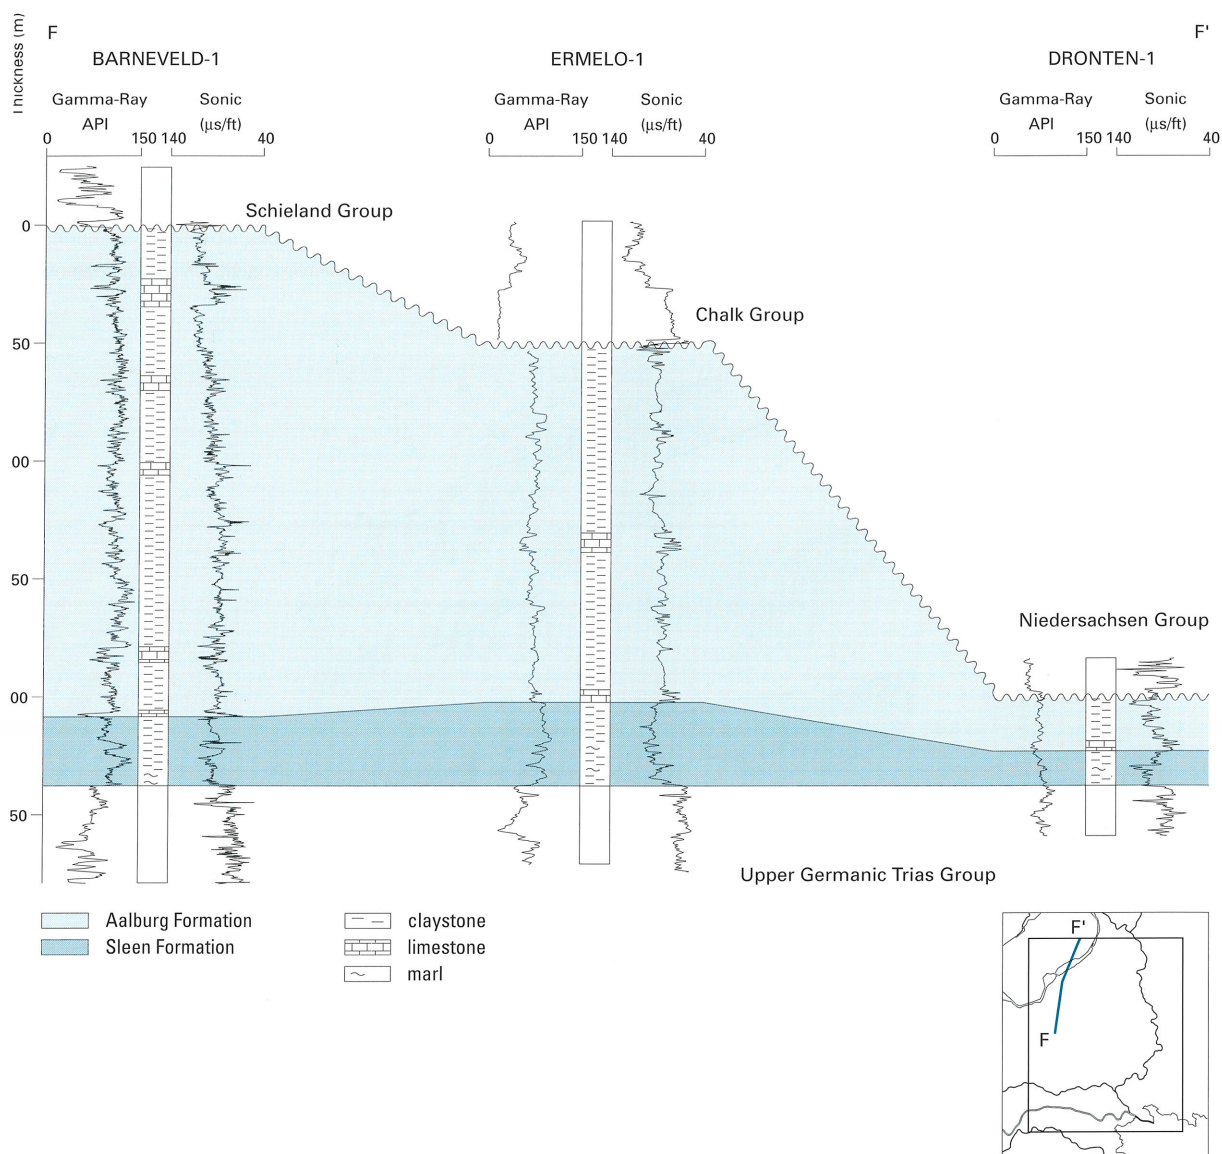 F F'
BARNEVELD-1 ERMELO-1 DRONTEN-1
Gamma-Ray Sonic Gamma-Ray Sonic Gamma-Ray Sonic
API (µs/ft) API (µs/ft) API (µs/ft)
0 150 140 40 0 150 140 40 0 150 140 40
Thickness (m)
Schieland Group
0
Chalk Group
50
00
50
Niedersachsen Group
00
50
Upper Germanic Trias Group
Aalburg Formation claystone
Sleen Formation limestone
marl
F'
F